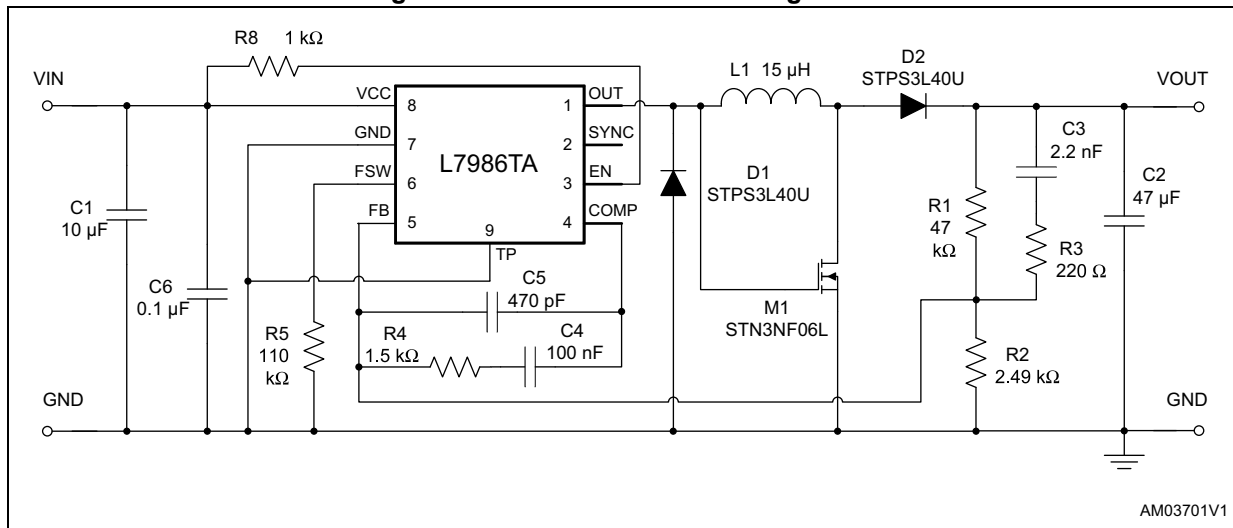 R8 1 kΩ
VIN
VCC
8
GND
7
FSW
6
FB
5
L7986TA
9
TP
OUT
1
SYNC
2
EN
3
COMP
4
L1 15 µH
D2
STPS3L40U
VOUT
D1
STPS3L40U
C3
2.2 nF
C2
47 µF
R1
47
kΩ
R3
220 Ω
C1
10 µF
C6
0.1 µF
R5
110
kΩ
C5
470 pF
R4
1.5 kΩ
C4
100 nF
M1
STN3NF06L
R2
2.49 kΩ
GND
GND
AM03701V1